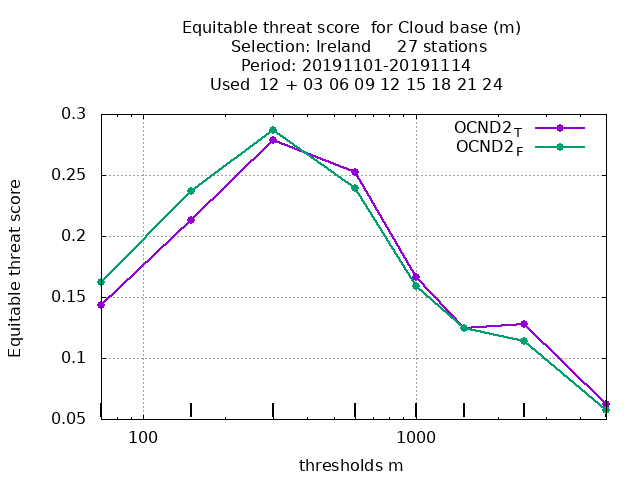 Equitable threat score  for Cloud base (m)
Selection: Ireland     27 stations
Period: 20191101-20191114
Used  12 + 03 06 09 12 15 18 21 24
OCND2T
OCND2F
0.3
0.25
0.2
0.15
0.1
0.05
Equitable threat score
100
1000
thresholds m